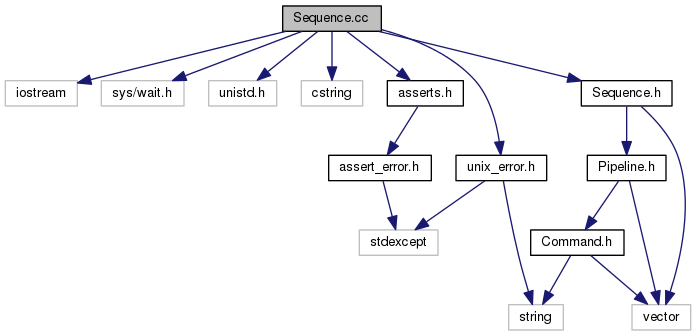 Sequence.cc
iostream
sys/wait.h
unistd.h
cstring
asserts.h
Sequence.h
assert_error.h
unix_error.h
Pipeline.h
stdexcept
Command.h
string
vector